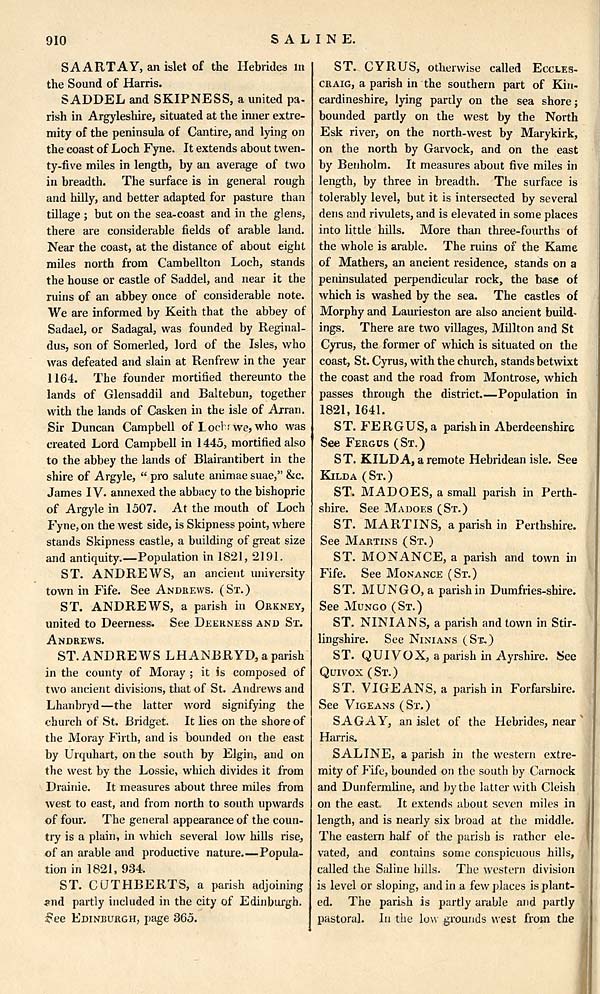 910
SALINE.
SAARTAY, an islet of the Hebrides in
the Sound of Harris.
SADDEL and SKIPNESS, a united pa-
rish in Argyleshire, situated at the inner extre-
mity of the peninsula of Cantire, and lying on
the coast of Loch Fyne. It extends about twen-
ty-five miles in length, by an average of two
in breadth. The surface is in general rough
and hilly, and better adapted for pasture than
tillage; but on the sea-coast and in the glens,
there are considerable fields of arable land.
Near the coast, at the distance of about eight
miles north from Cambellton Loch, stands
the house or castle of Saddel, and near it the
ruins of an abbey once of considerable note.
We are informed by Keith that the abbey of
Sadael, or Sadagal, was founded by Reginal-
dus, son of Somerled, lord of the Isles, who
was defeated and slain at Renfrew in the year
1164. The founder mortified thereunto the
lands of Glensaddil and Baltebun, together
with the lands of Casken in the isle of Arran.
Sir Duncan Campbell of Lochowe, who was
created Lord Campbell in 1445, mortified also
to the abbey the lands of Blairantibert in the
shire of Argyle, “ pro salute animae suae,” &c.
James IV. annexed the abbacy to the bishopric
of Argyle in 1507. At the mouth of Loch
Fyne, on the west side, is Skipness point, where
stands Skipness castle, a building of great size
and antiquity.—Population in 1821, 2191.
ST. ANDREWS, an ancient university
town in Fife. See ANDREWS. (ST.)
ST. ANDREWS, a parish in ORKNEY,
united to Deerness. See DEERNESS AND ST.
ANDREWS.
ST. ANDREWS LHANBRYD, a parish
in the county of Moray; it is composed of
two ancient divisions, that of St. Andrews and
Lhanbryd—the latter word signifying the
church of St. Bridget. It lies on the shore of
the Moray Firth, and is bounded on the east
by Urquhart, on the south by Elgin, and on
the west by the Lossie, which divides it from
Drainie. It measures about three miles from
west to east, and from north to south upwards
of four. The general appearance of the coun-
try is a plain, in which several low hills rise,
of an arable and productive nature.—Popula-
tion in 1821, 934.
ST. CUTHBERTS, a parish adjoining
and partly included in the city of Edinburgh.
See EDINBURGH, page 365.
ST. CYRUS, otherwise called ECCLES-
CRAIG, a parish in the southern part of Kin-
cardineshire, lying partly on the sea shore;
bounded partly on the west by the North
Esk river, on the north-west by Marykirk,
on the north by Garvock, and on the east
by Benholm. It measures about five miles in
length, by three in breadth. The surface is
tolerably level, but it is intersected by several
dens and rivulets, and is elevated in some places
into little hills. More than three-fourths of
the whole is arable. The ruins of the Kame
of Mathers, an ancient residence, stands on a
peninsulated perpendicular rock, the base of
which is washed by the sea. The castles of
Morphy and Laurieston are also ancient build-
ings. There are two villages, Millton and St
Cyrus, the former of which is situated on the
coast, St. Cyrus, with the church, stands betwixt
the coast and the road from Montrose, which
passes through the district.—Population in
1821, 1641.
ST. FERGUS, a parish in Aberdeenshire
See FERGUS (ST.)
ST. KILDA, a remote Hebridean isle. See
KILDA (ST.)
ST. MADOES, a small parish in Perth-
shire. See MADOES (ST.)
ST. MARTINS, a parish in Perthshire.
See MARTINS (ST.)
ST. MONANCE, a parish and town in
Fife. See MONANCE (ST.)
ST. MUNGO, a parish in Dumfries-shire.
See MUNGO (ST.)
ST. NINIANS, a parish and town in Stir-
lingshire. See NINIANS (ST.)
ST. QUIVOX, a parish in Ayrshire. See
QUIVOX (ST.)
ST. VIGEANS, a parish in Forfarshire.
See VIGEANS (ST.)
SAGAY, an islet of the Hebrides, near
Harris.
SALINE, a parish in the western extre-
mity of Fife, bounded on the south by Carnock
and Dunfermline, and by the latter with Cleish
on the east. It extends about seven miles in
length, and is nearly six broad at the middle.
The eastern half of the parish is rather ele-
vated, and contains some conspicuous hills,
called the Saline hills. The western division
is level or sloping, and in a few places is plant-
ed. The parish is partly arable and partly
pastoral. In the low grounds west from the